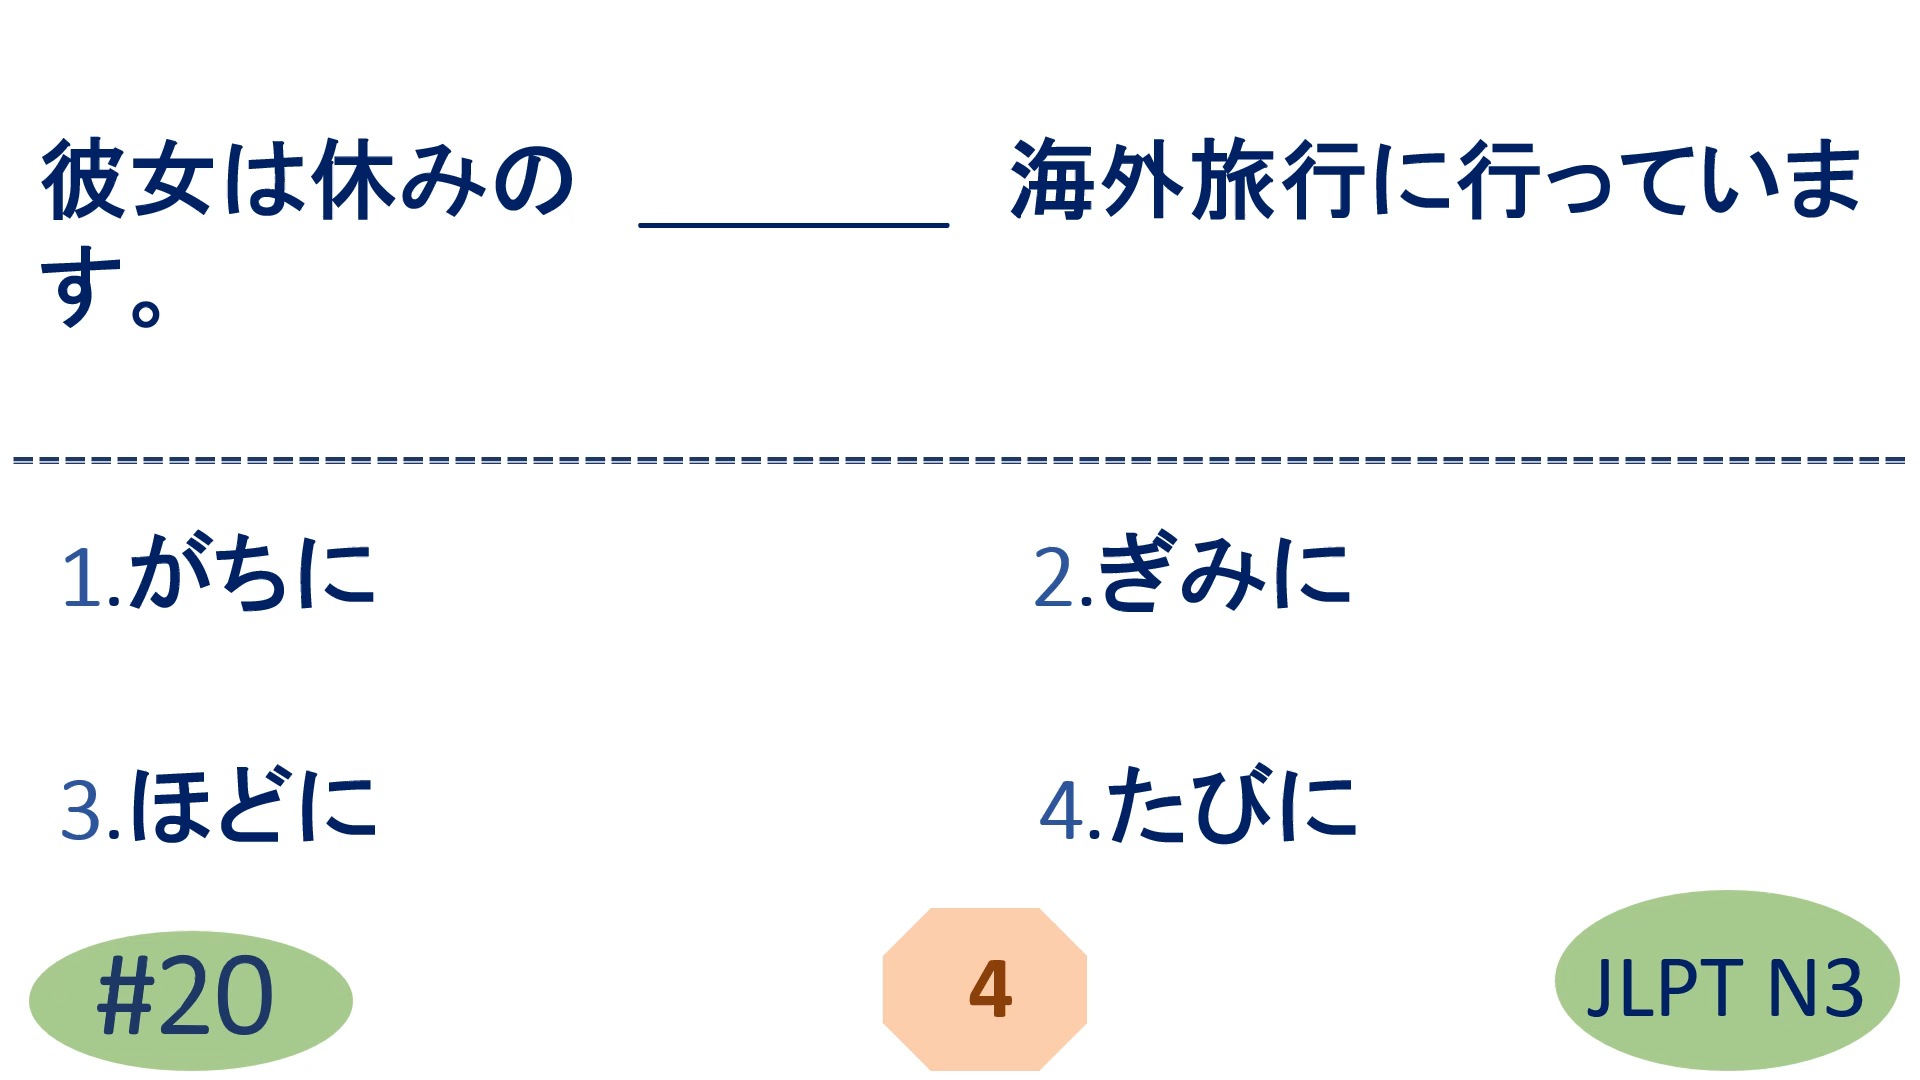 彼女は休みの ________ 海外旅行に行っていま
す。
1.がちに
2.ぎみに
3.ほどに
4.たびに
#20
4
JLPT N3